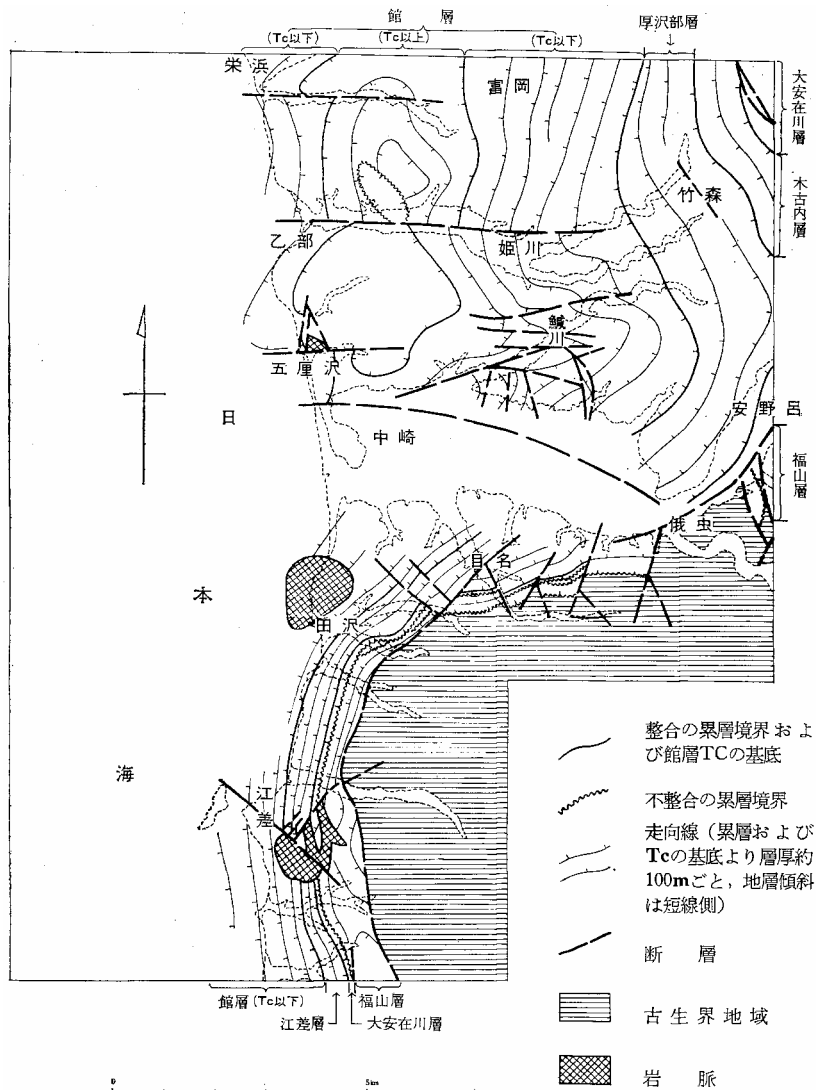 館 層
厚沢部層
(Tc以下)
(Tc以上)
(Tc以下)
栄 浜
富 岡
大安在川層
竹 森
木古内層
乙 部
姫 川
鰔川
五 厘 沢
日
中 崎
安 野 呂
福山層
俄 虫
目 名
本
田 沢
海
江差
整合の累層境界 およ
び館層TCの基底
不整合の累層境界
走向線（累層および
Tcの基底より層厚約
100mごと，地層傾斜
は短線側）
断 層
古生界地域
岩 脈
館層(Tc以下)
福山層
江差層
大安在川層
0
5km